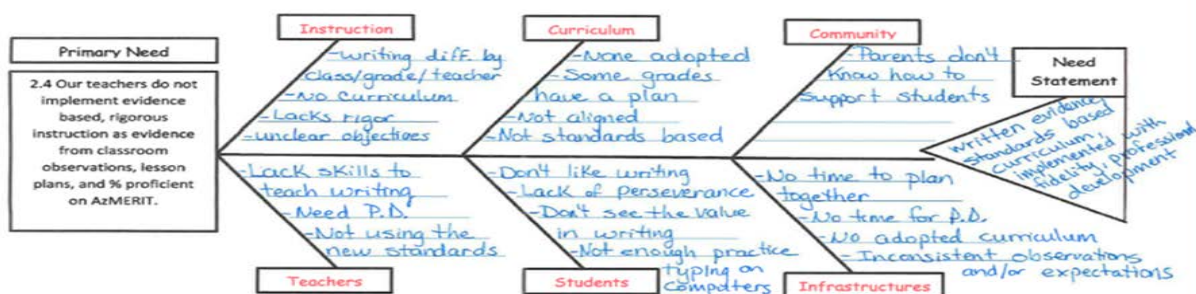 Primary Need
2.4 Our teachers do not
implement evidence
based, rigorous
instruction as evidence
from classroom
observations, lesson
plans, and % proficient
on AzMERIT.
Instruction
-writing diff. by
class/grade/teacher
-No Curriculum
-Lacks rigor
-unclear objectives
Curriculum
-None adopted
-Some grades
have a plan
-Not aligned
-Not standards based
Community
-Parents don't
Know how to
Support students
Need
Statement
written evidence
standards based
curriculum,
implemented with
fidelity, professional
development
-Lack skills to
teach writing
-Need P.D.
-Not using the
new standards
Teachers
-Don't like writing
-Lack of Perseverance
-Don't see the value
in writing
-Not enough practice
typing on
Computers
Students
-No time to plan
together
-No time for P.D.
-No adopted curriculum
-Inconsistent observations
and/or expectations
Infrastructures